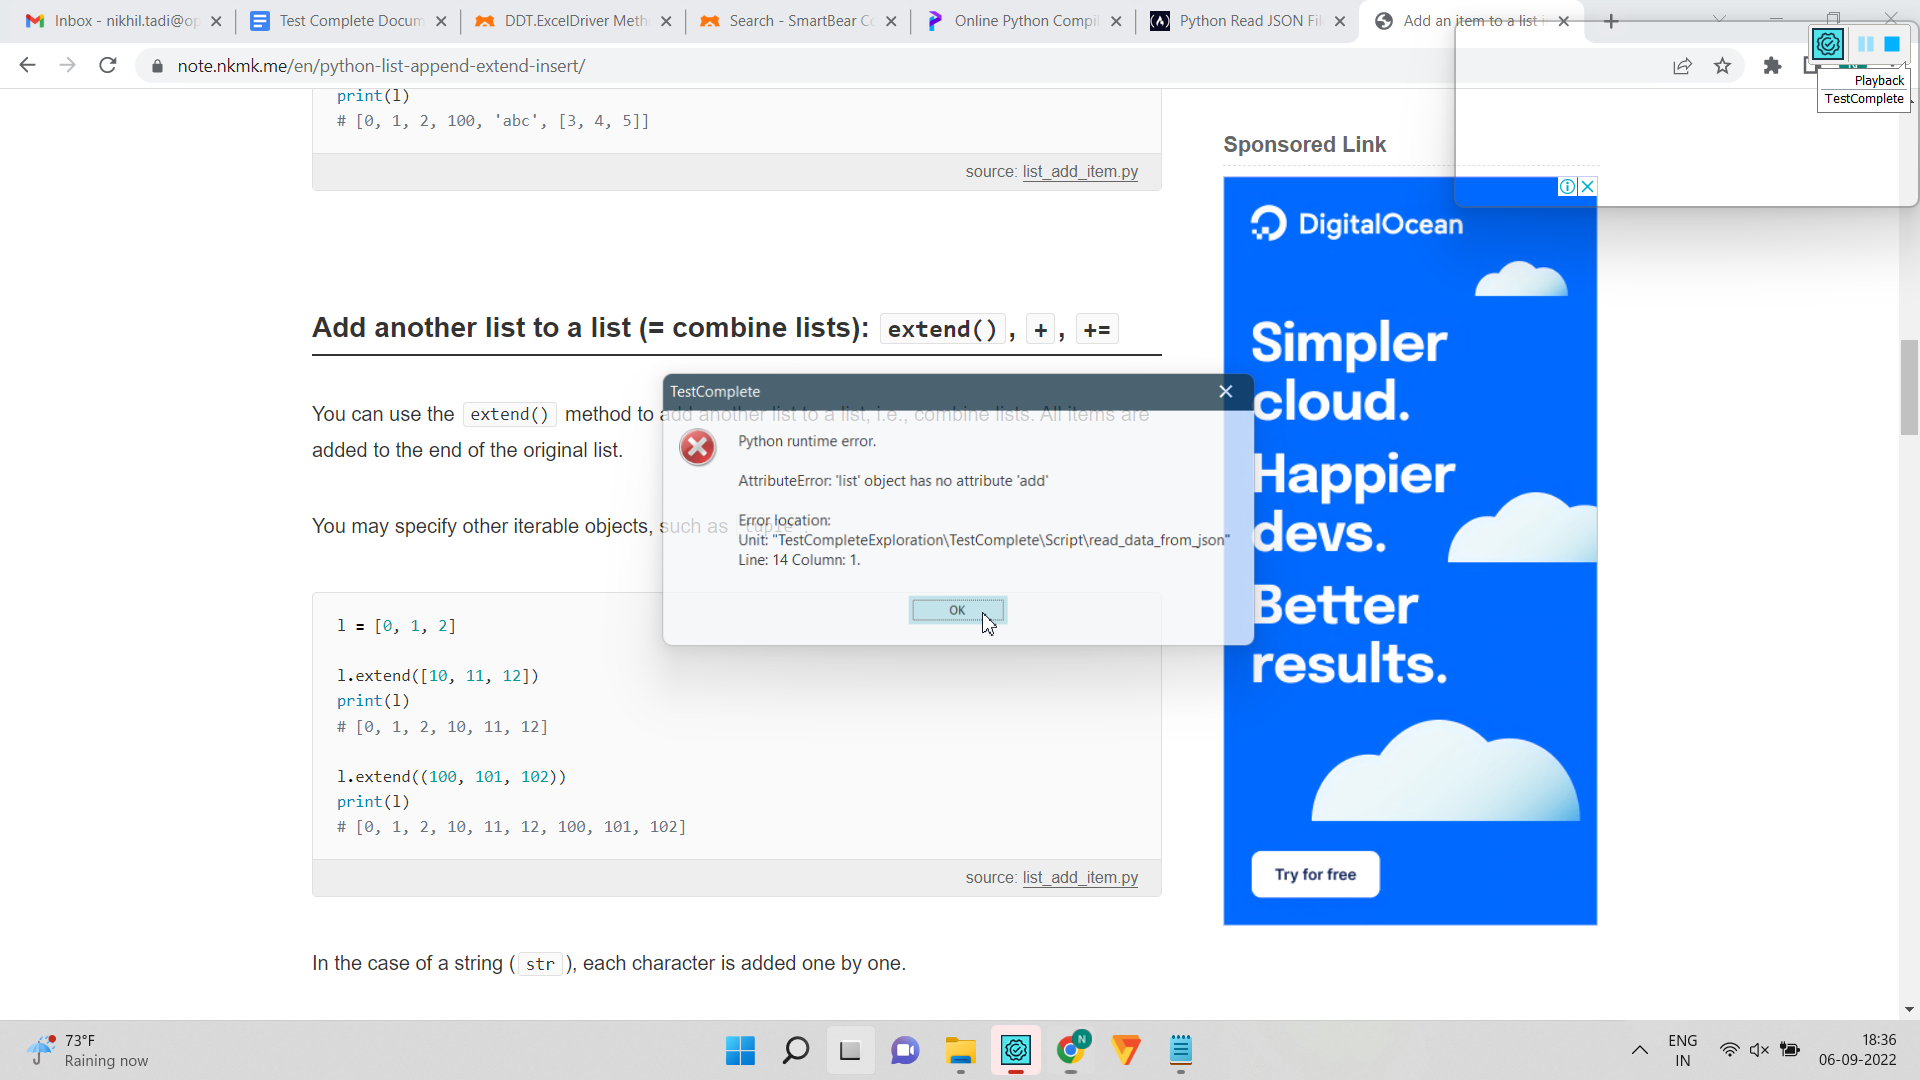 Inbox - nikhil.tadi@op
Test Complete Docum
DDT.ExcelDriver Meth
Search - SmartBear Co
Online Python Compil
Python Read JSON Fil
Add an item to a list i
note.nkmk.me/en/python-list-append-extend-insert/
Playback
TestComplete
print(l)
# [0, 1, 2, 100, 'abc', [3, 4, 5]]
source: list_add_item.py
Sponsored Link
DigitalOcean
Simpler
cloud.
Happier
devs.
Better
results.
Try for free
Add another list to a list (= combine lists): extend(), +, +=
You can use the extend() method to add another list to a list, i.e., combine lists. All items are
added to the end of the original list.
You may specify other iterable objects, such as tuple
TestComplete
Python runtime error.
AttributeError: 'list' object has no attribute 'add'
Error location:
Unit: "TestCompleteExploration\TestComplete\Script\read_data_from_json"
Line: 14 Column: 1.
OK
l = [0, 1, 2]
l.extend([10, 11, 12])
print(l)
# [0, 1, 2, 10, 11, 12]
l.extend((100, 101, 102))
print(l)
# [0, 1, 2, 10, 11, 12, 100, 101, 102]
source: list_add_item.py
In the case of a string ( str ), each character is added one by one.
73°F
Raining now
N
ENG
IN
18:36
06-09-2022